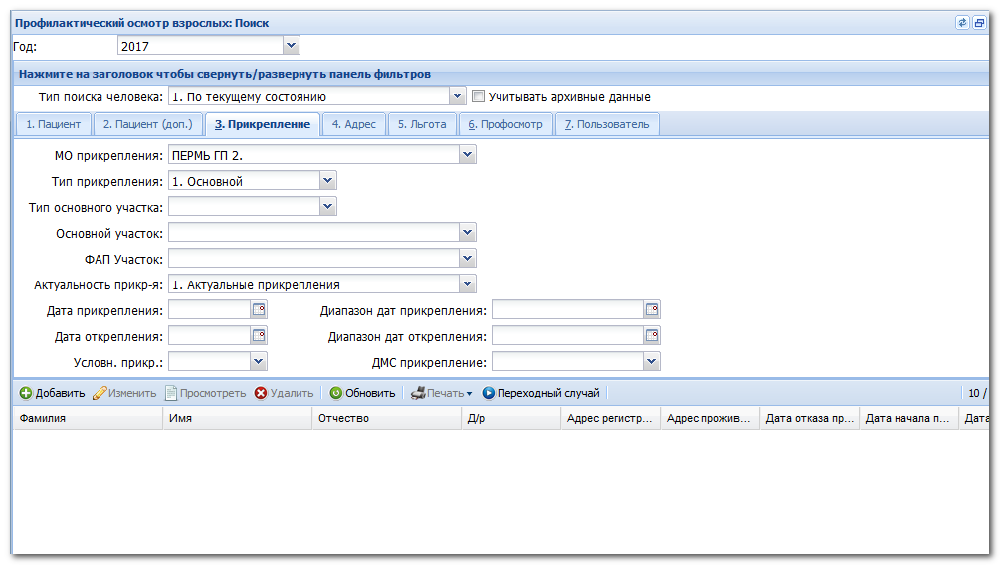 Профилактический осмотр взрослых: Поиск
Год: 2017
Нажмите на заголовок чтобы свернуть/развернуть панель фильтров
Тип поиска человека: 1. По текущему состоянию Учитывать архивные данные
1. Пациент 2. Пациент (доп.) 3. Прикрепление 4. Адрес 5. Льгота 6. Профосмотр 7. Пользователь
МО прикрепления: ПЕРМЬ ГП 2.
Тип прикрепления: 1. Основной
Тип основного участка:
Основной участок:
ФАП Участок:
Актуальность прикр-я: 1. Актуальные прикрепления
Дата прикрепления: Диапазон дат прикрепления:
Дата открепления: Диапазон дат открепления:
Условн. прикр.: ДМС прикрепление:
Добавить Изменить Просмотреть Удалить Обновить Печать Переходный случай 10 /
Фамилия Имя Отчество Д/р Адрес регистр... Адрес прожив... Дата отказа пр... Дата начала п... Дата